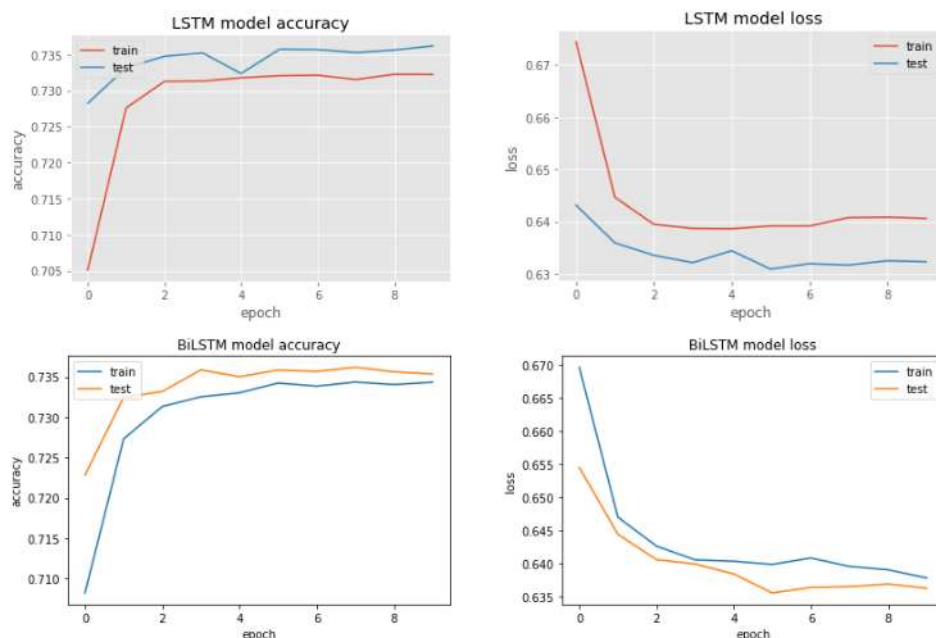 LSTM model accuracy
train
test
0.735
0.730
0.725
0.720
0.715
0.710
0.705
accuracy
0
2
4
6
8
epoch
LSTM model loss
train
test
0.67
0.66
0.65
0.64
0.63
loss
0
2
4
6
8
epoch
BiLSTM model accuracy
train
test
0.735
0.730
0.725
0.720
0.715
0.710
accuracy
0
2
4
6
8
epoch
BiLSTM model loss
train
test
0.670
0.665
0.660
0.655
0.650
0.645
0.640
0.635
loss
0
2
4
6
8
epoch